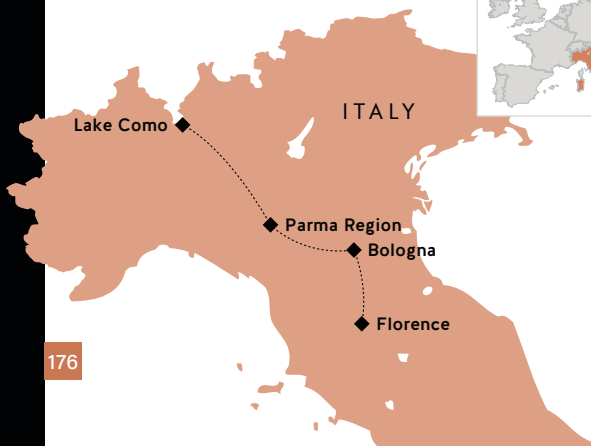 ITALY
Lake Como
Parma Region
Bologna
Florence
176